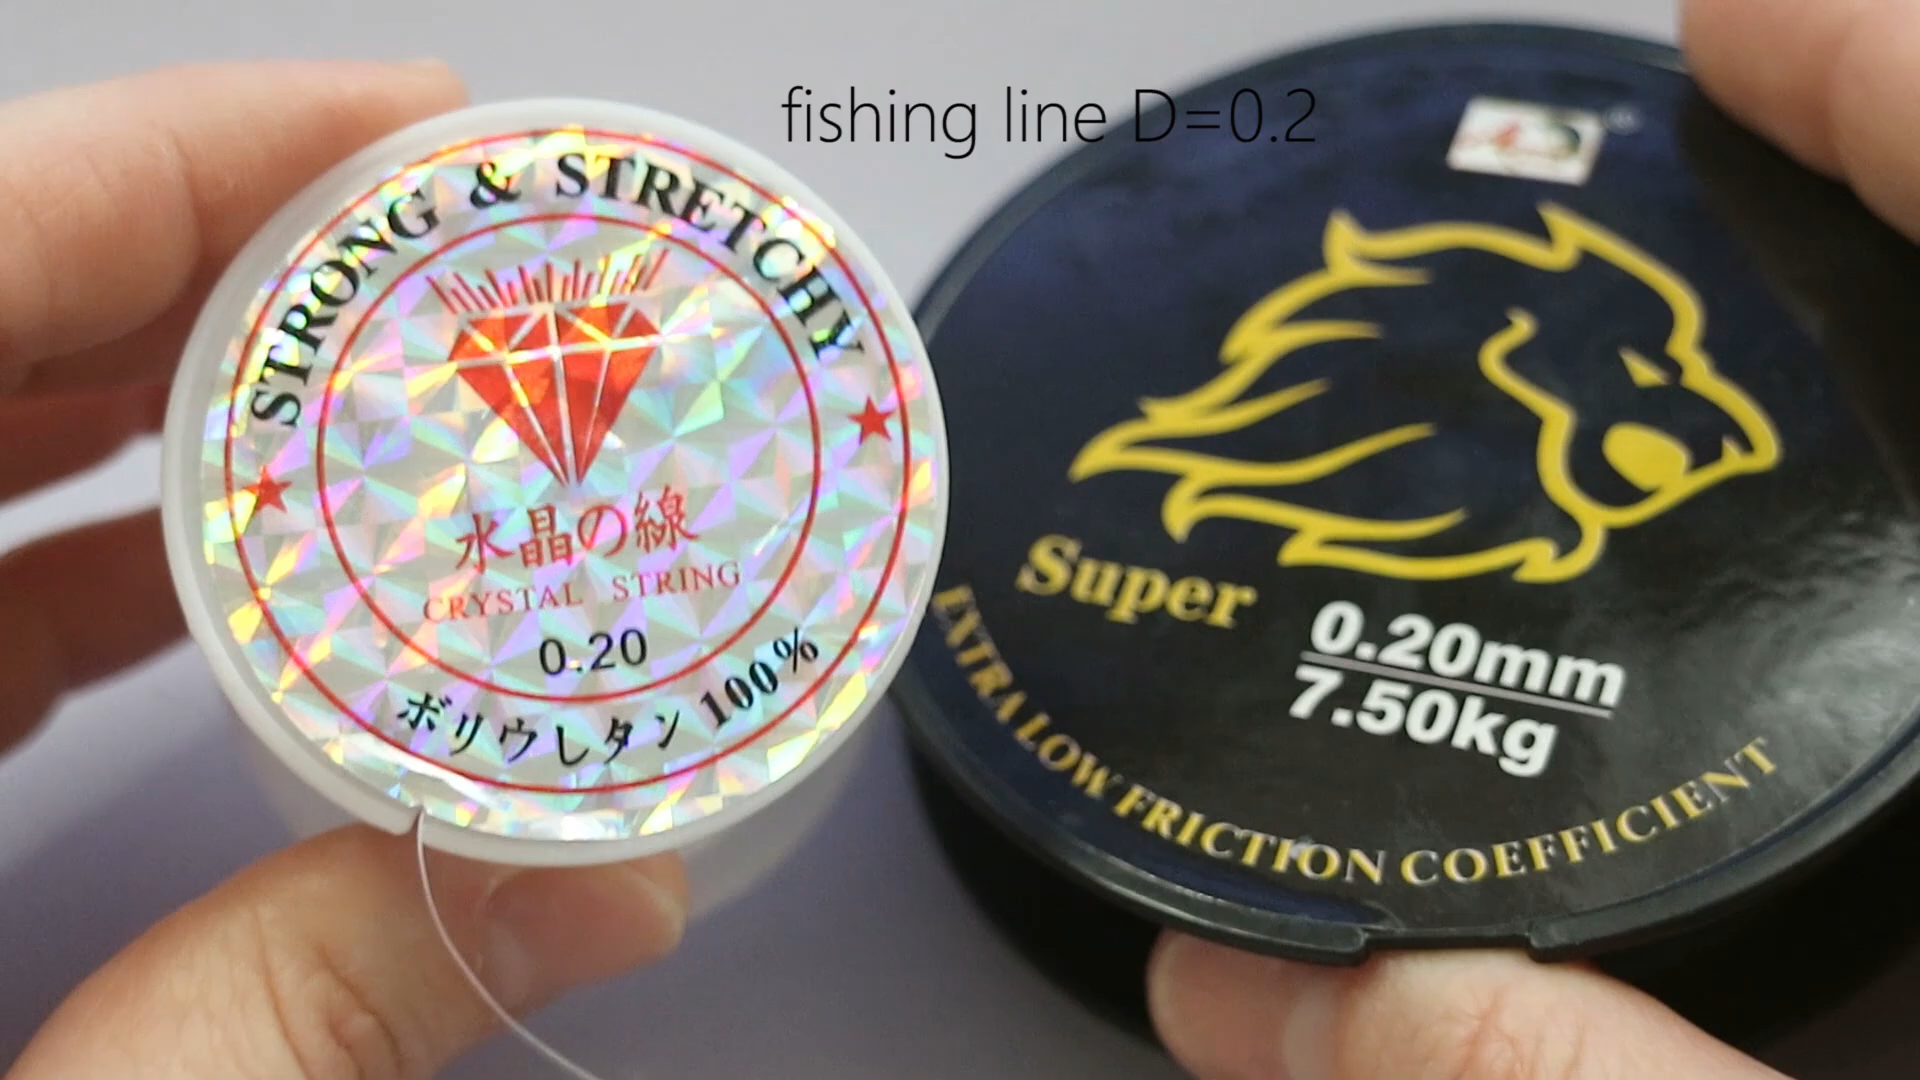 fishing line D=0.2
STRONG & STRETCHY
水晶の線
CRYSTAL STRING
0.20
ボリウレタン 100%
Super
0.20mm
7.50kg
EXTRA LOW FRICTION COEFFICIENT